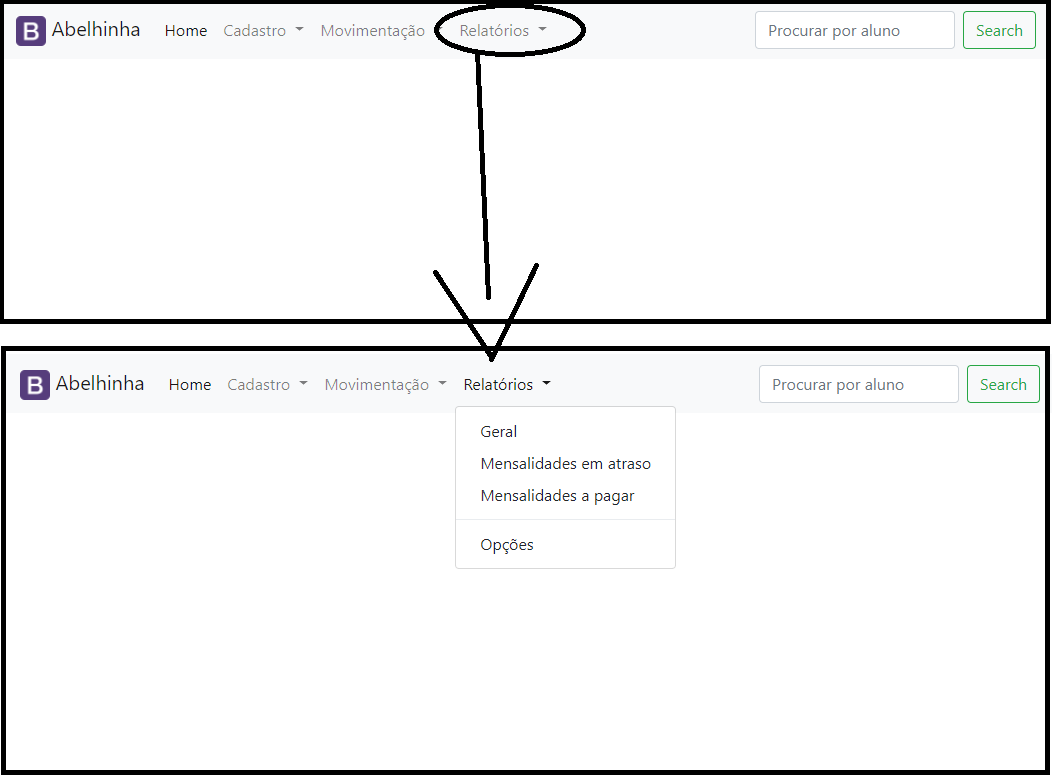 B Abelhinha Home Cadastro Movimentação Relatórios Procurar por aluno Search
B Abelhinha Home Cadastro Movimentação Relatórios Procurar por aluno Search
Geral
Mensalidades em atraso
Mensalidades a pagar
Opções